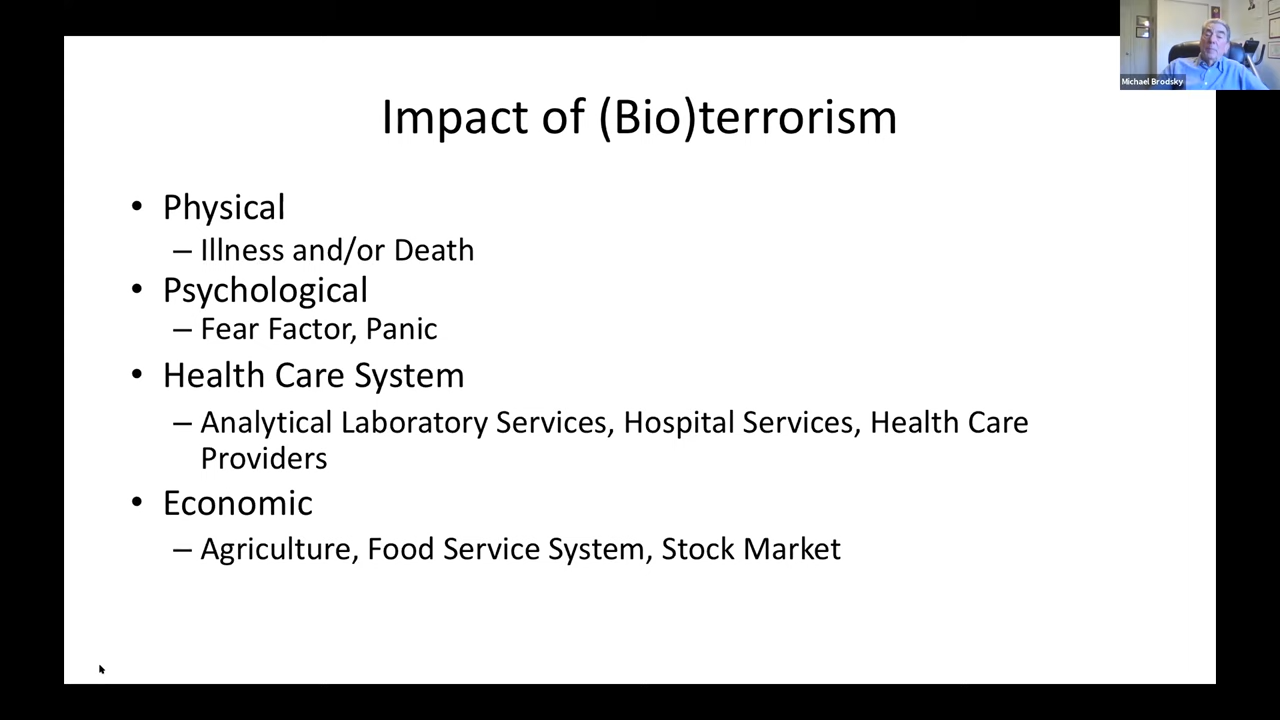 Michael Brodsky
Impact of (Bio)terrorism
• Physical
– Illness and/or Death
• Psychological
– Fear Factor, Panic
• Health Care System
– Analytical Laboratory Services, Hospital Services, Health Care
Providers
• Economic
– Agriculture, Food Service System, Stock Market